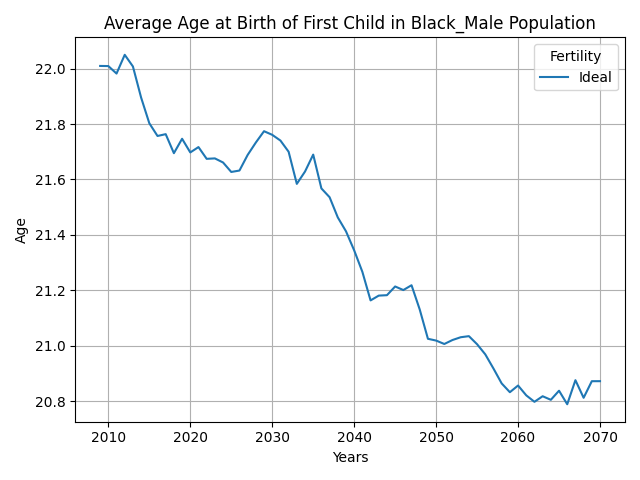 Average Age at Birth of First Child in Black_Male Population
Fertility
Ideal
22.0
21.8
21.6
21.4
21.2
21.0
20.8
Age
2010 2020 2030 2040 2050 2060 2070
Years